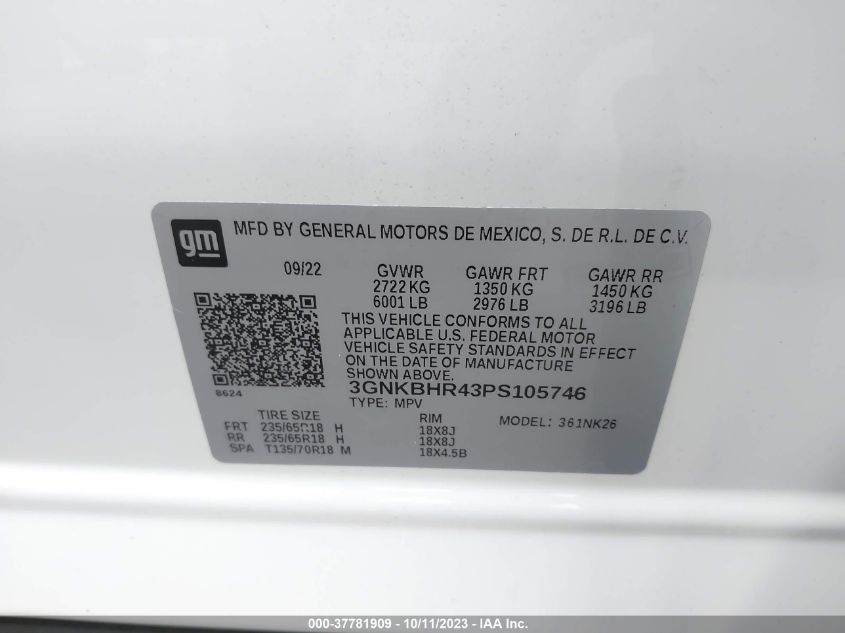 gm
MFD BY GENERAL MOTORS DE MEXICO, S. DE R.L. DE C.V.
09/22 GVWR GAWR FRT GAWR RR
2722 KG 1350 KG 1450 KG
6001 LB 2976 LB 3196 LB
THIS VEHICLE CONFORMS TO ALL
APPLICABLE U.S. FEDERAL MOTOR
VEHICLE SAFETY STANDARDS IN EFFECT
ON THE DATE OF MANUFACTURE
SHOWN ABOVE.
8624
3GNKBHR43PS105746
TYPE: MPV
TIRE SIZE RIM MODEL: 361NK26
FRT 235/65R18 H 18X8J
RR 235/65R18 H 18X8J
SPA T135/70R18 M 18X4.5B
000-37781909 - 10/11/2023 - IAA Inc.